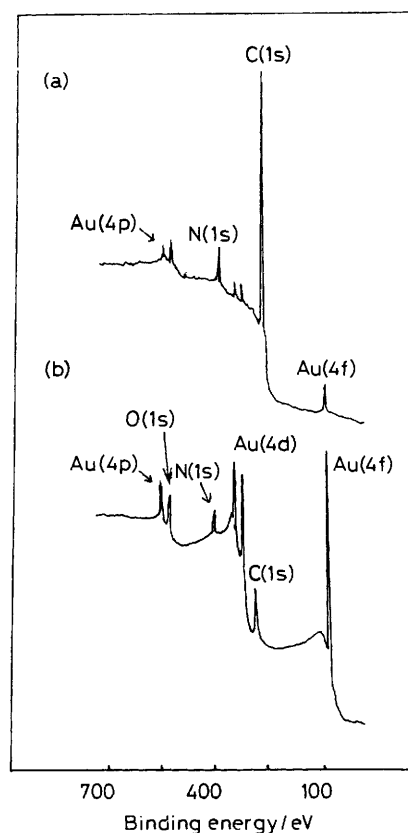 C(1s)
(a)
Au(4p)
N(1s)
Au(4f)
(b)
O(1s)
Au(4d)
Au(4p)
N(1s)
Au(4f)
C(1s)
700 400 100
Binding energy/eV